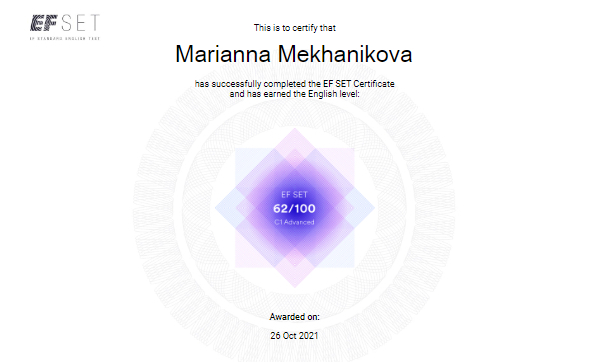 EF SET
EF STANDARD ENGLISH TEST
This is to certify that
Marianna Mekhanikova
has successfully completed the EF SET Certificate
and has earned the English level:
EF SET
62/100
C1 Advanced
Awarded on:
26 Oct 2021